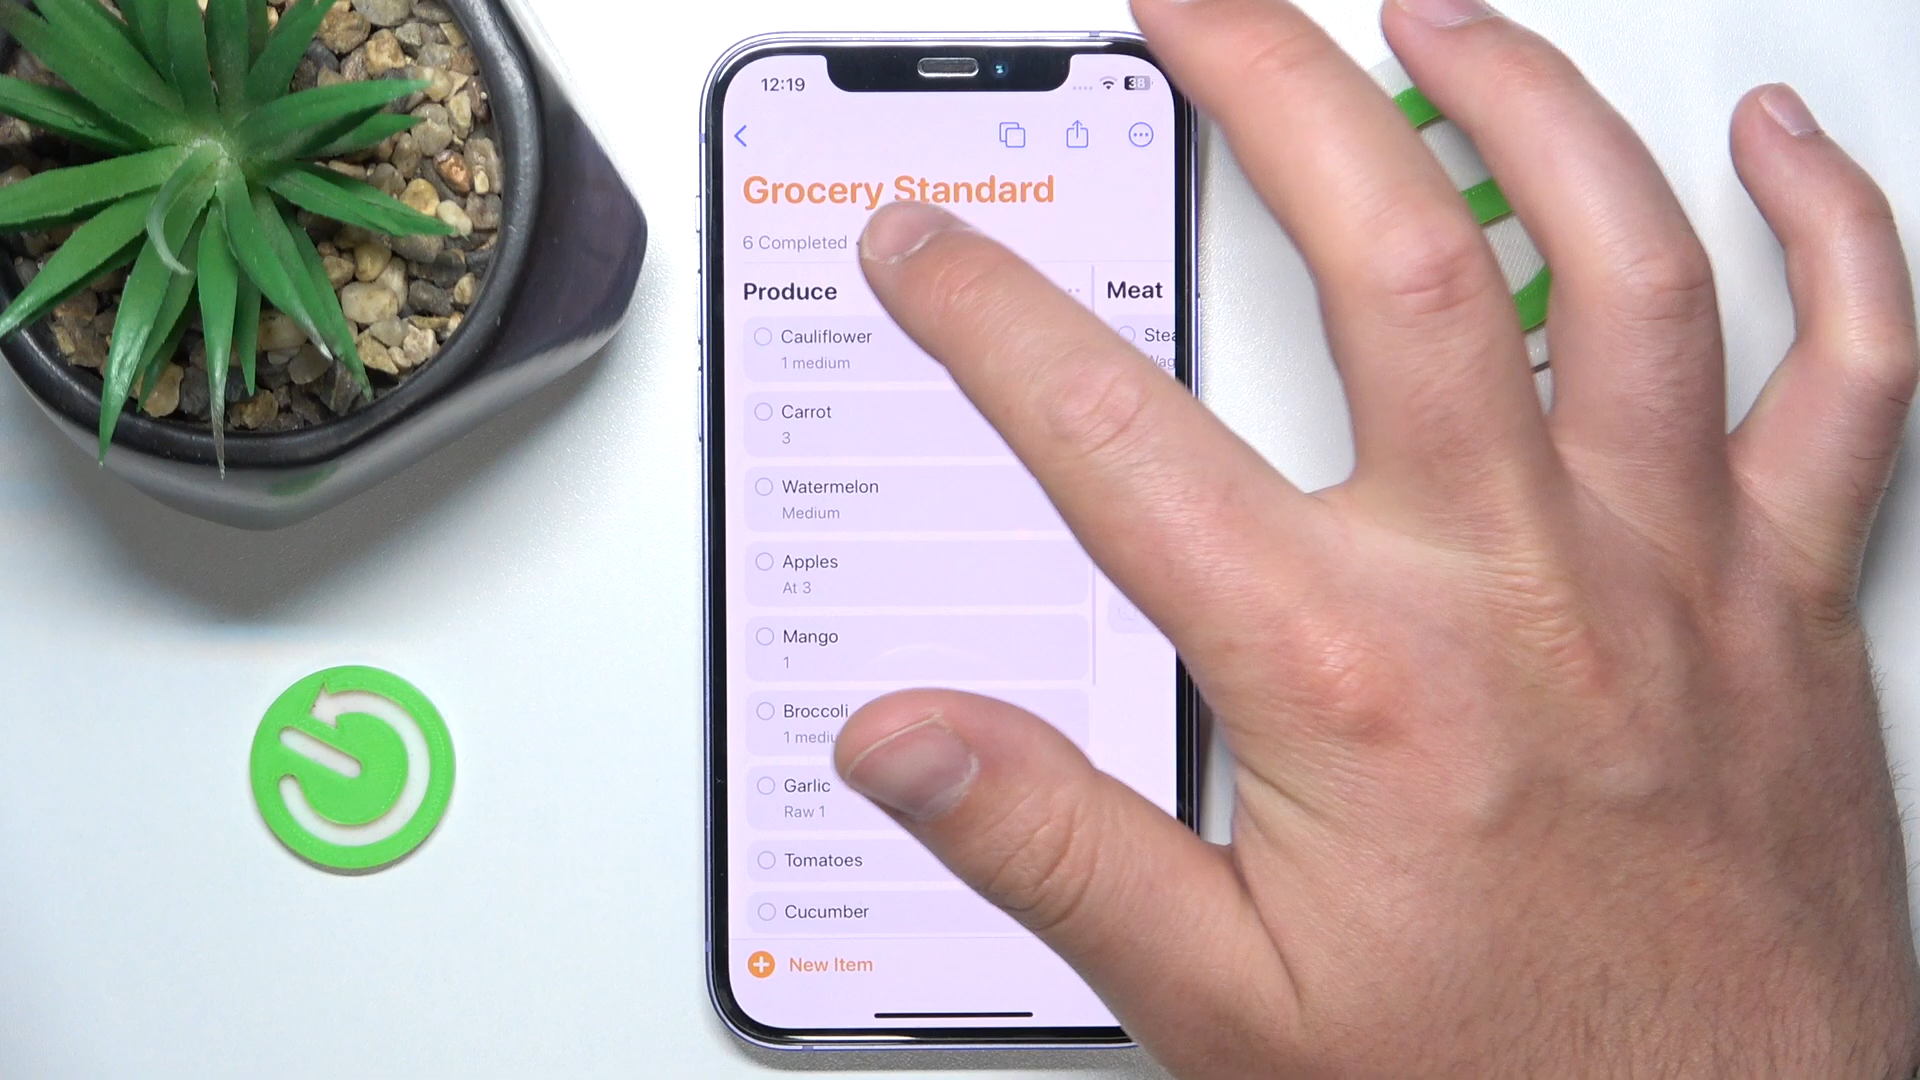 12:19
38
Grocery Standard
6 Completed
Produce
Meat
Cauliflower
1 medium
Carrot
3
Watermelon
Medium
Apples
At 3
Mango
1
Broccoli
Garlic
Raw 1
Tomatoes
Cucumber
New Item